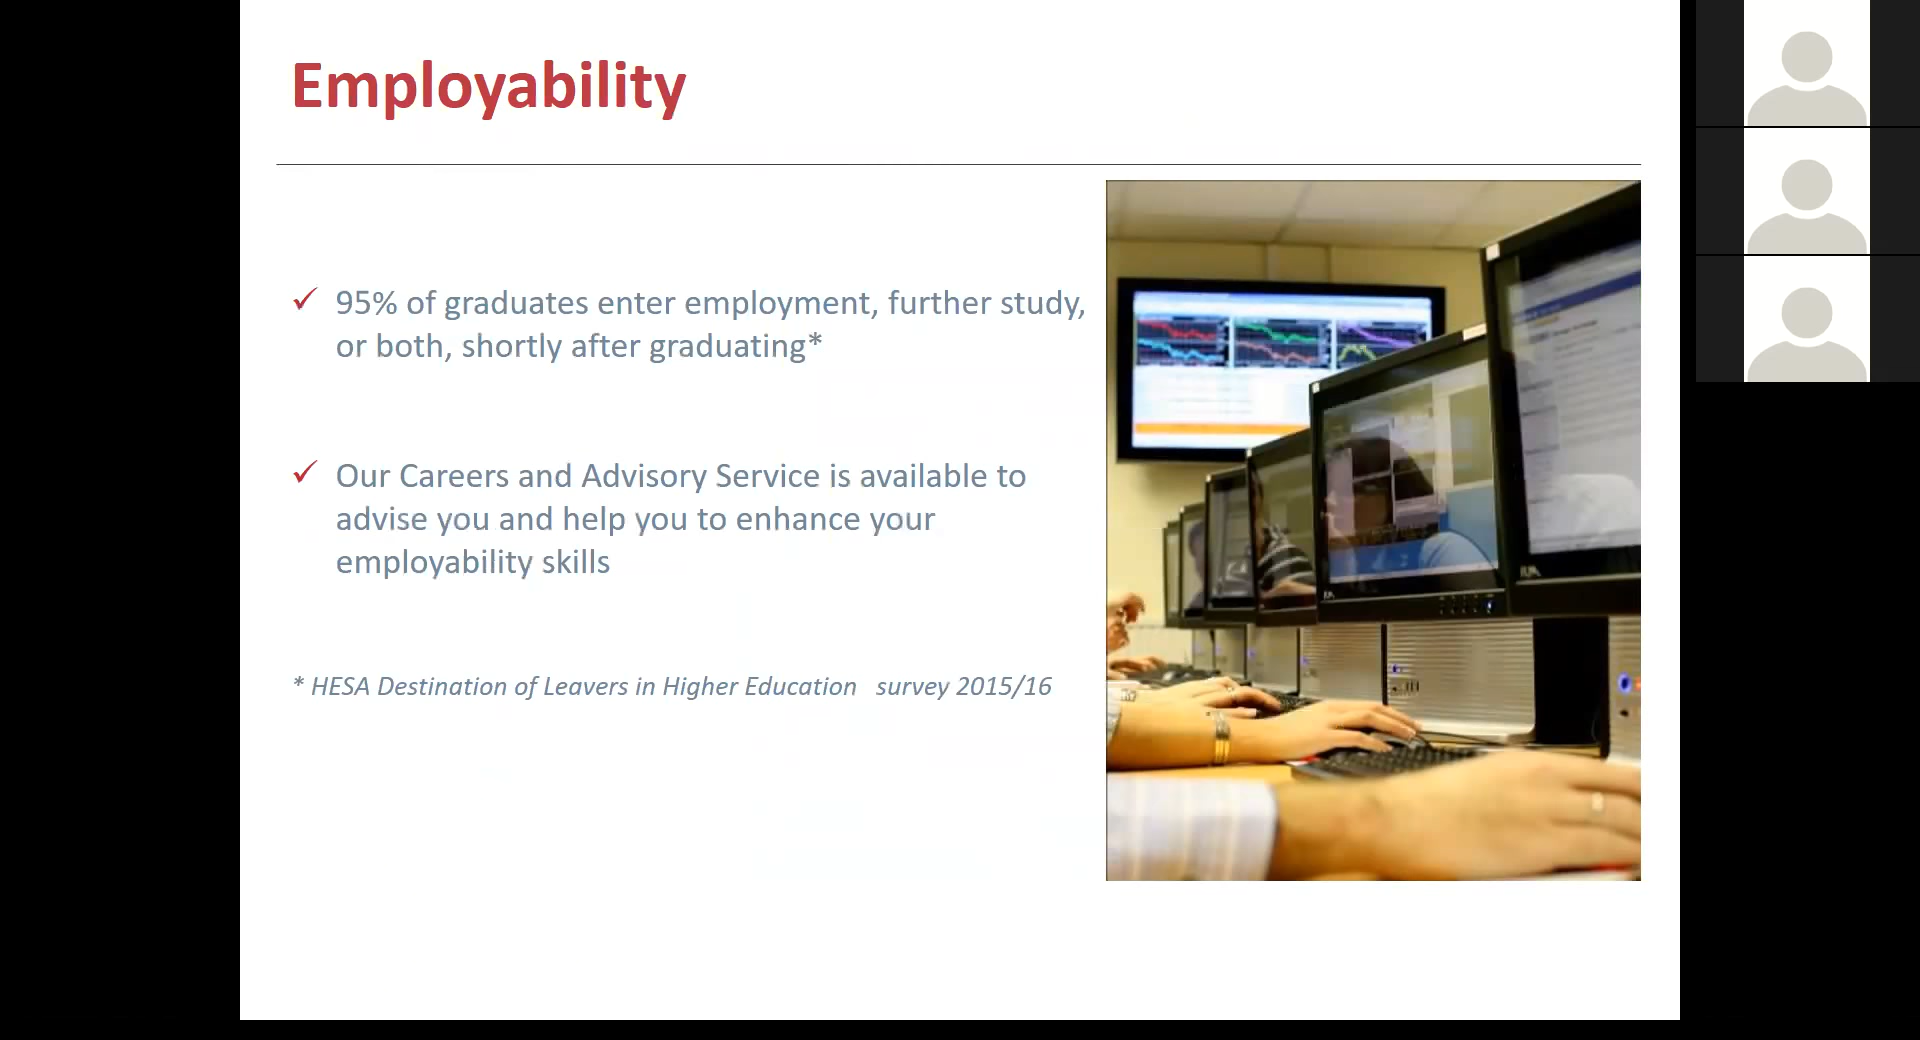 Employability
95% of graduates enter employment, further study,
or both, shortly after graduating*
Our Careers and Advisory Service is available to
advise you and help you to enhance your
employability skills
* HESA Destination of Leavers in Higher Education survey 2015/16